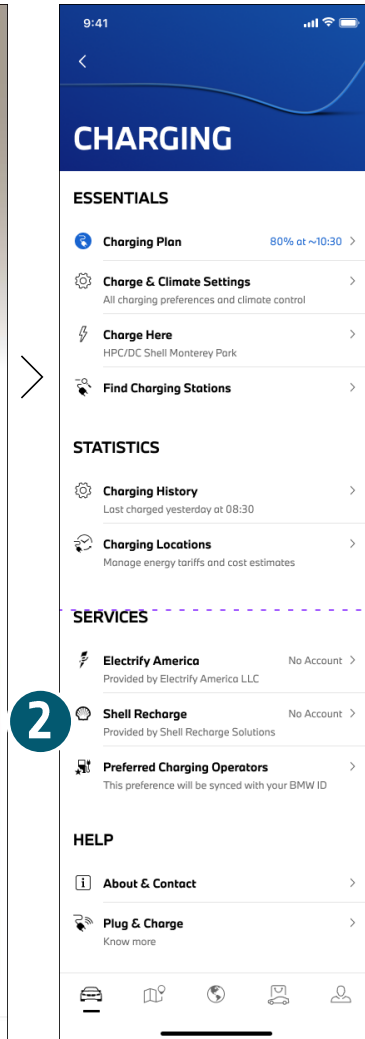 9:41
CHARGING
ESSENTIALS
Charging Plan 80% at ~10:30
Charge & Climate Settings
All charging preferences and climate control
Charge Here
HPC/DC Shell Monterey Park
Find Charging Stations
STATISTICS
Charging History
Last charged yesterday at 08:30
Charging Locations
Manage energy tariffs and cost estimates
SERVICES
Electrify America No Account
Provided by Electrify America LLC
2
Shell Recharge No Account
Provided by Shell Recharge Solutions
Preferred Charging Operators
This preference will be synced with your BMW ID
HELP
About & Contact
Plug & Charge
Know more